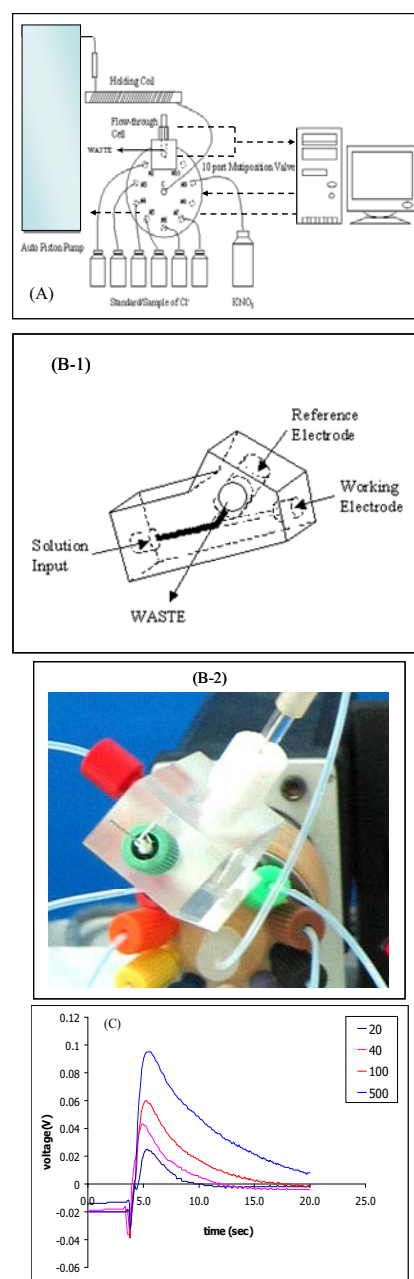 Holding Coil
Flow-through
Cell
WASTE
10 port Mutiposition Valve
Auto Piston Pump
Standard/Sample of Cl⁻
KNO₃
(A)
(B-1)
Reference
Electrode
Working
Electrode
Solution
Input
WASTE
(B-2)
(C)
0.12
0.1
0.08
0.06
0.04
0.02
0
-0.02
-0.04
-0.06
voltage(V)
0.0
5.0
10.0
15.0
20.0
25.0
time (sec)
20
40
100
500